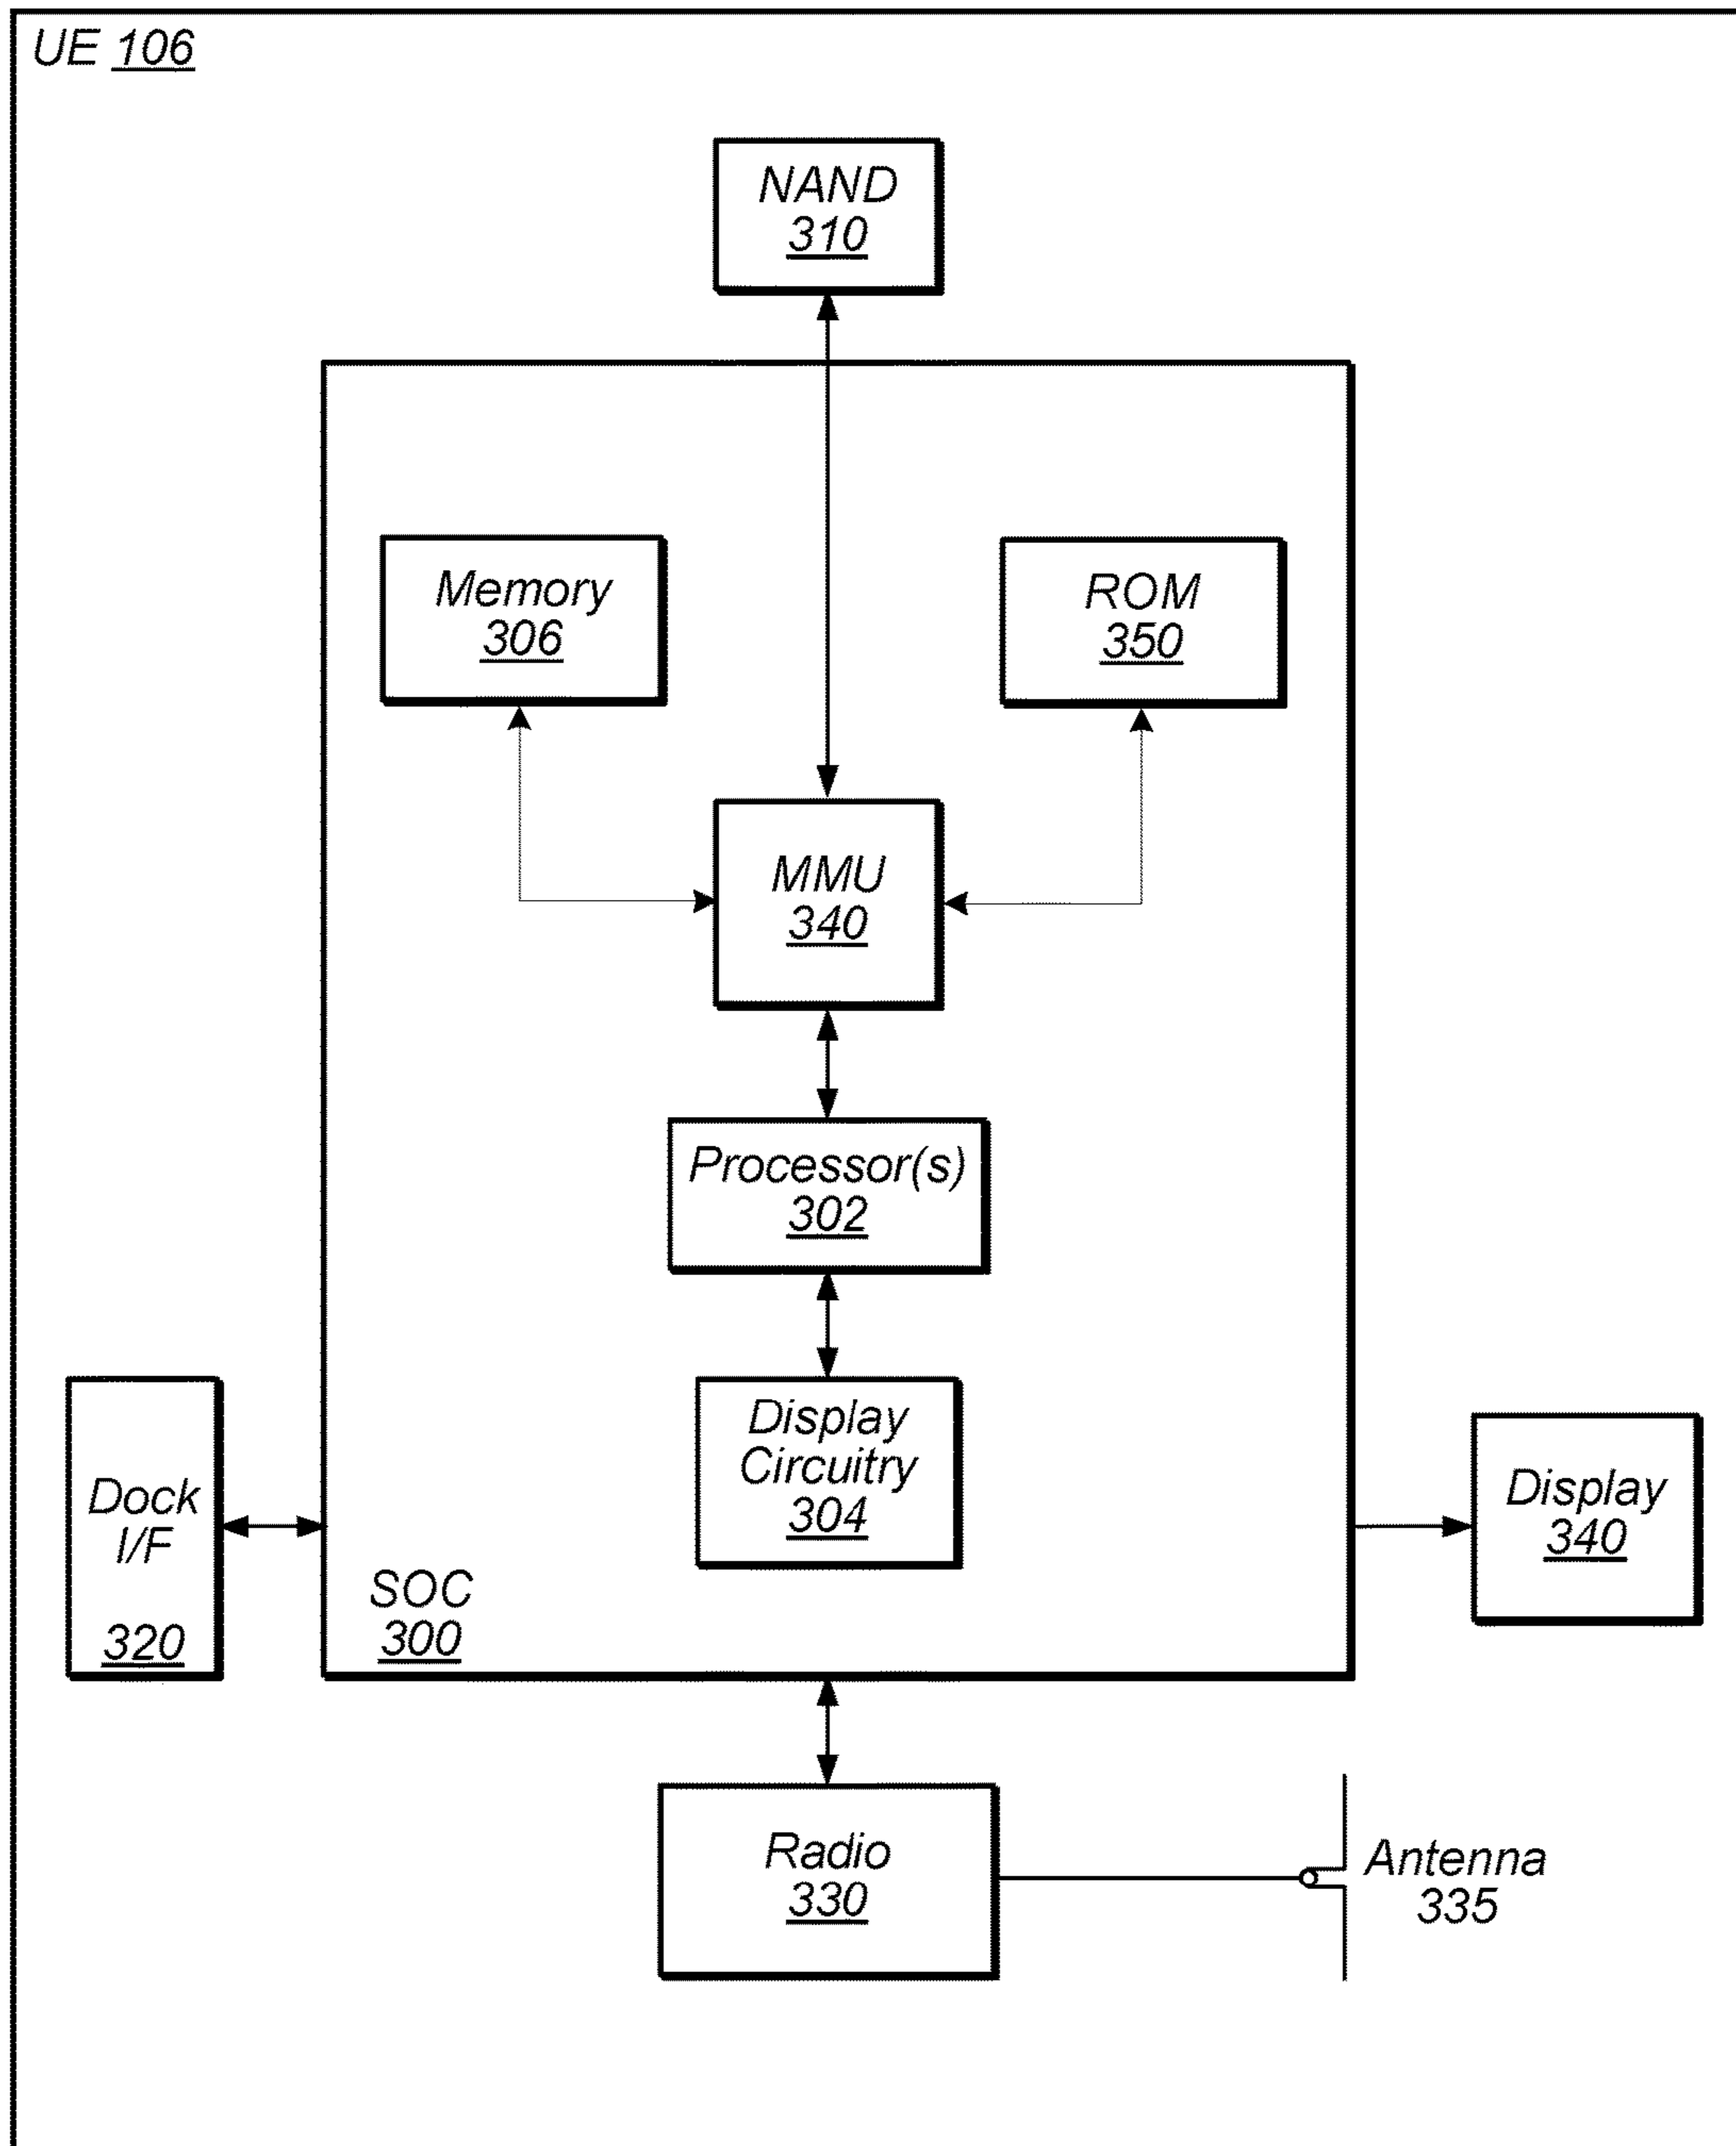 UE 106
NAND
310
Memory
306
ROM
350
MMU
340
Processor(s)
302
Display
Circuitry
304
SOC
300
Dock
I/F
320
Display
340
Radio
330
Antenna
335